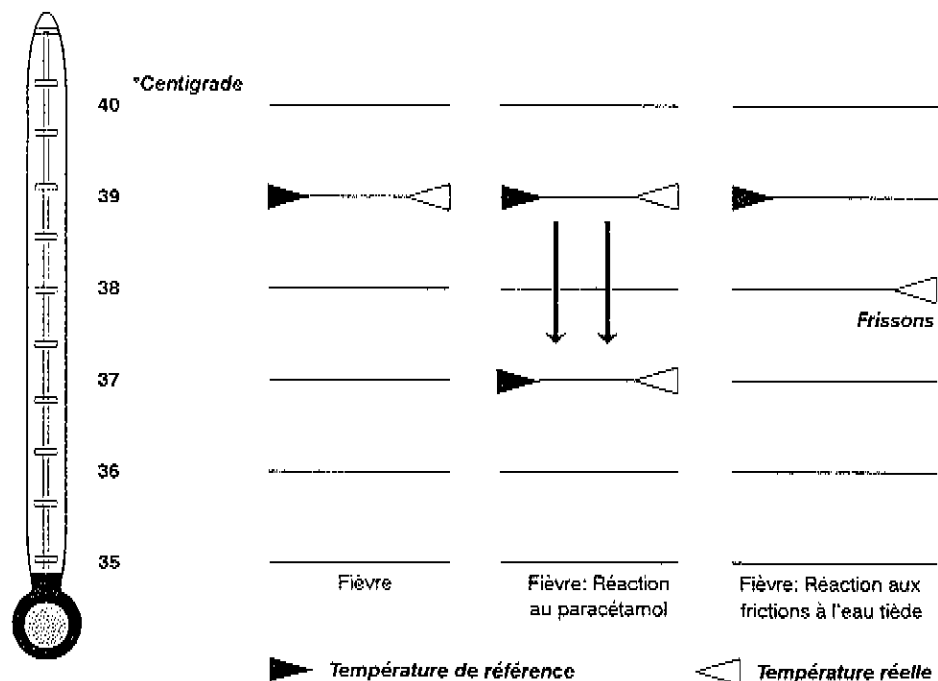 °Centigrade
40
39
38
Frissons
37
36
35
Fièvre
Fièvre: Réaction
au paracétamol
Fièvre: Réaction aux
frictions à l'eau tiède
Température de référence
Température réelle